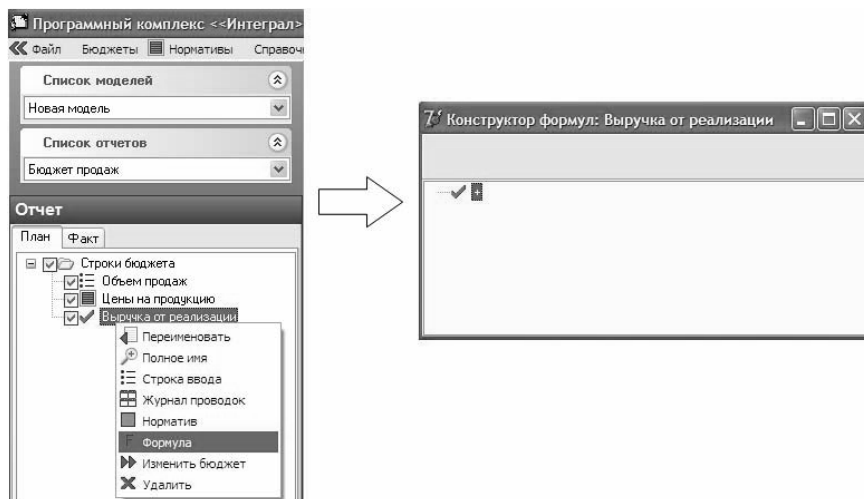 Программный комплекс <<Интеграл>
Файл Бюджеты Нормативы Справоч
Список моделей
Новая модель
Список отчетов
Бюджет продаж
Отчет
План Факт
Строки бюджета
Объем продаж
Цены на продукцию
Выручка от реализации
Переименовать
Полное имя
Строка ввода
Журнал проводок
Норматив
Формула
Изменить бюджет
Удалить
Конструктор формул: Выручка от реализации
+